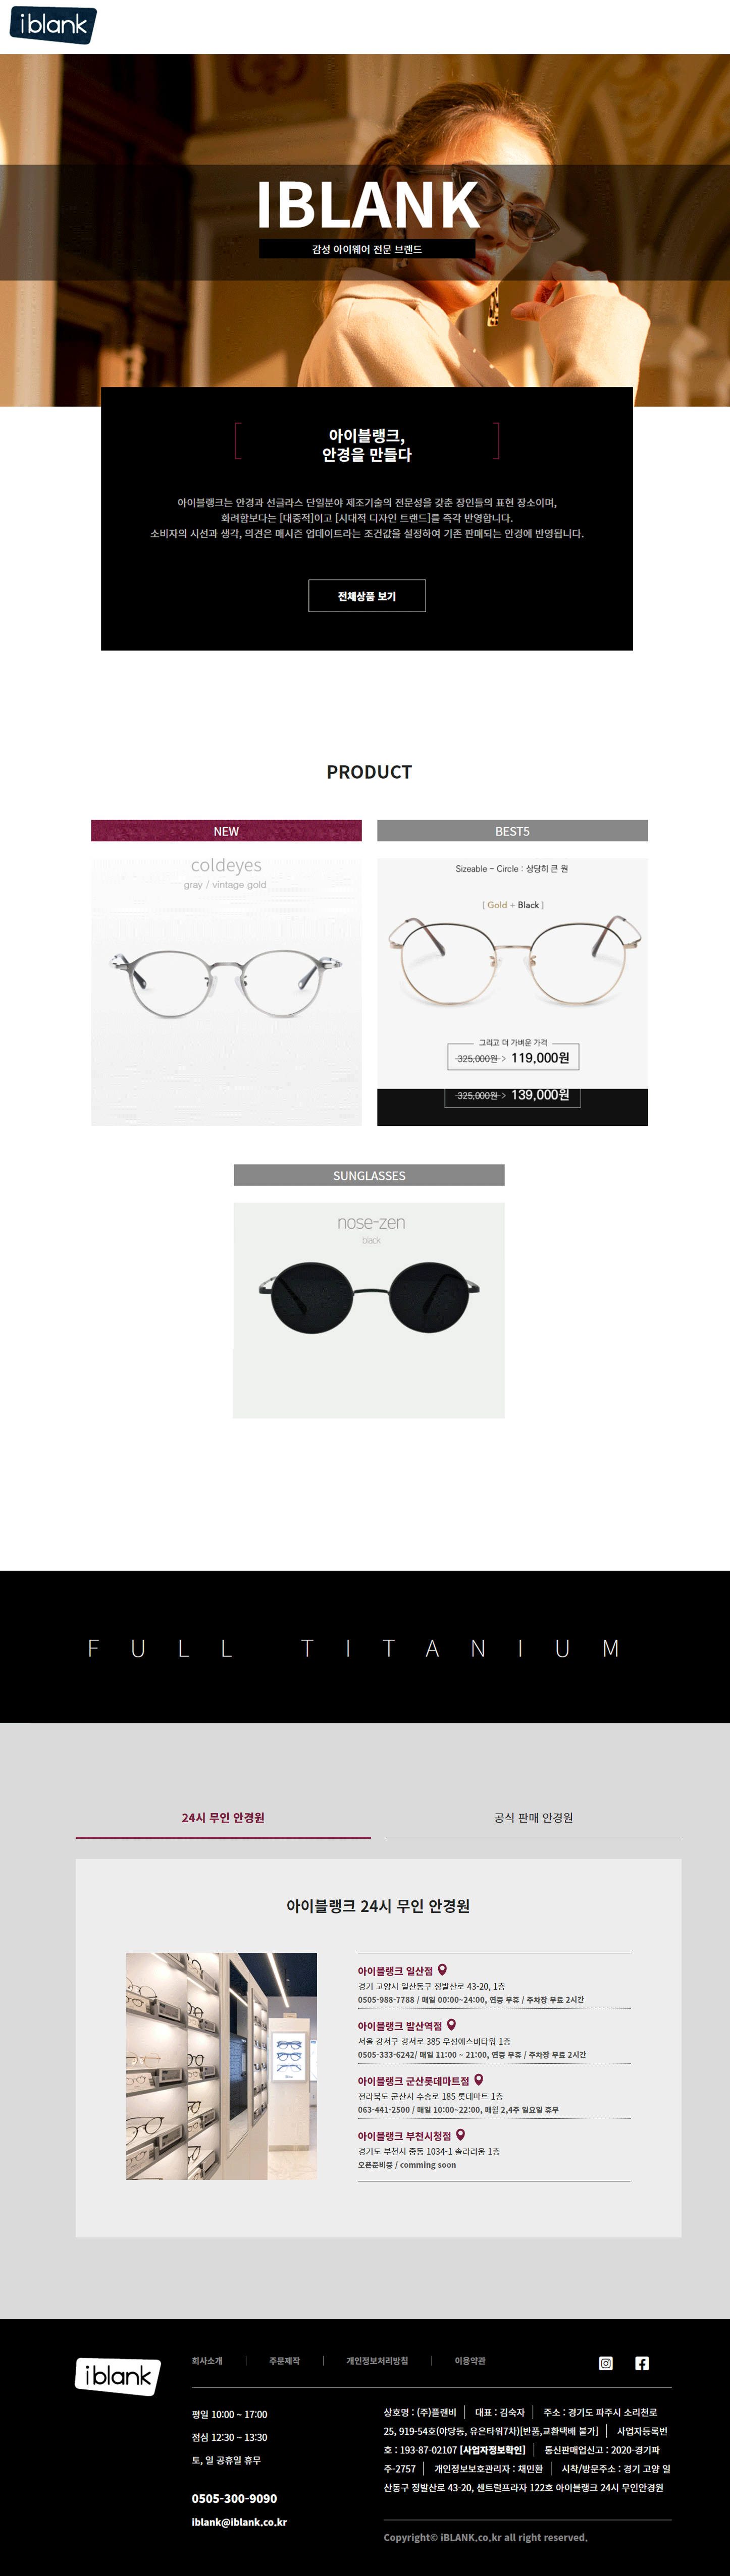 iblank
IBLANK
감성 아이웨어 전문 브랜드
아이블랭크,
안경을 만들다
아이블랭크는 안경과 선글라스 단일분야 제조기술의 전문성을 갖춘 장인들의 표현 장소이며,
화려함보다는 [대중적]이고 [시대적 디자인 트랜드]를 즉각 반영합니다.
소비자의 시선과 생각, 의견은 매시즌 업데이트라는 조건값을 설정하여 기존 판매되는 안경에 반영됩니다.
전체상품 보기
PRODUCT
NEW
BEST5
coldeyes
gray / vintage gold
Sizeable - Circle : 상당히 큰 원
[ Gold + Black ]
그리고 더 가벼운 가격
325,000원 > 119,000원
325,000원 > 139,000원
SUNGLASSES
nose-zen
black
FULL TITANIUM
24시 무인 안경원
공식 판매 안경원
아이블랭크 24시 무인 안경원
아이블랭크 일산점
경기 고양시 일산동구 정발산로 43-20, 1층
0505-988-7788 / 매일 00:00~24:00, 연중 무휴 / 주차장 무료 2시간
아이블랭크 발산역점
서울 강서구 강서로 385 우성에스비타워 1층
0505-333-6242/ 매일 11:00 ~ 21:00, 연중 무휴 / 주차장 무료 2시간
아이블랭크 군산롯데마트점
전라북도 군산시 수송로 185 롯데마트 1층
063-441-2500 / 매일 10:00~22:00, 매월 2,4주 일요일 휴무
아이블랭크 부천시청점
경기도 부천시 중동 1034-1 솔라리움 1층
오픈준비중 / comming soon
iblank
회사소개 | 주문제작 | 개인정보처리방침 | 이용약관
평일 10:00 ~ 17:00
점심 12:30 ~ 13:30
토, 일 공휴일 휴무
0505-300-9090
iblank@iblank.co.kr
상호명 : (주)플랜비 | 대표 : 김숙자 | 주소 : 경기도 파주시 소리천로
25, 919-54호(야당동, 유은타워7차)[반품,교환택배 불가] | 사업자등록번
호 : 193-87-02107 [사업자정보확인] | 통신판매업신고 : 2020-경기파
주-2757 | 개인정보보호관리자 : 채민환 | 시착/방문주소 : 경기 고양 일
산동구 정발산로 43-20, 센트럴프라자 122호 아이블랭크 24시 무인안경원
Copyright© iBLANK.co.kr all right reserved.